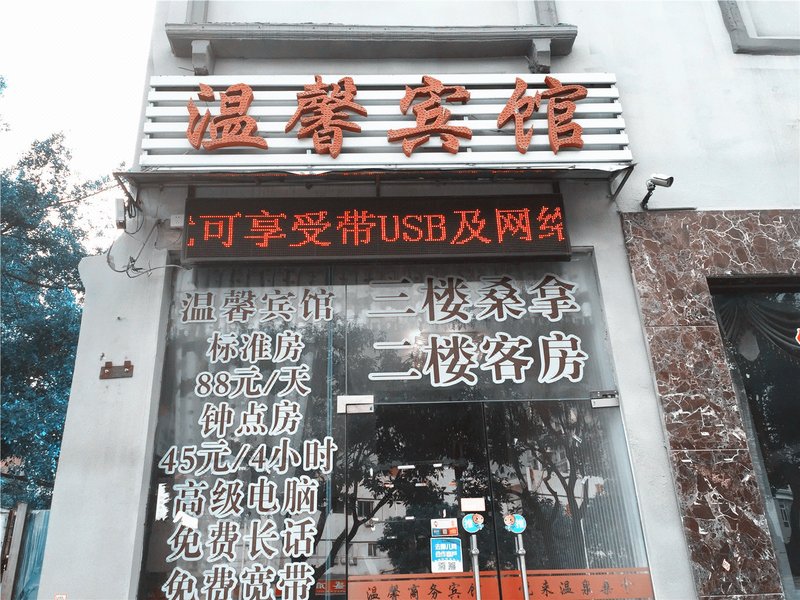 温馨宾馆
可享受带USB及网络
温馨宾馆
标准房
88元/天
钟点房
45元/4小时
高级电脑
免费长话
免费宽带
三楼桑拿
二楼客房
温馨商务宾馆
来温泉桑